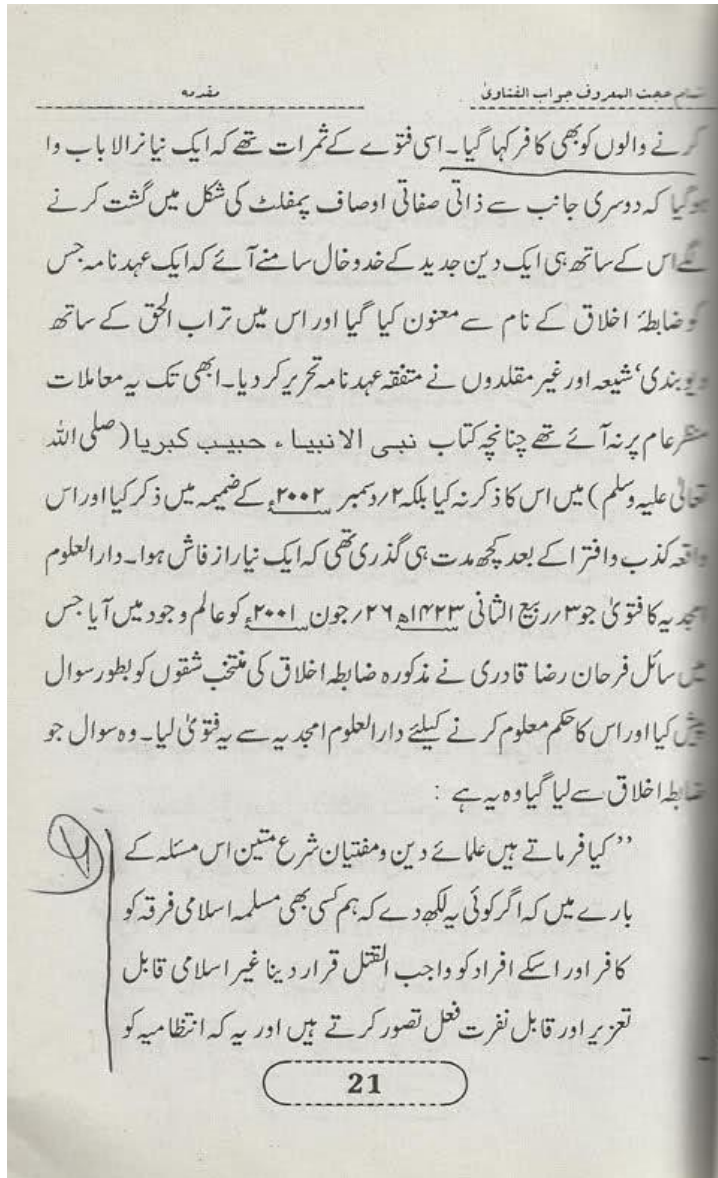 تمام حجت المعروف جواب الفتاویٰ
مقدمہ
کرنے والوں کو بھی کافر کہا گیا۔ اسی فتوے کے ثمرات تھے کہ ایک نیا نرالا باب وا
ہوگیا کہ دوسری جانب سے ذاتی صفاتی اوصاف پمفلٹ کی شکل میں گشت کرنے
لگے اس کے ساتھ ہی ایک دین جدید کے خدوخال سامنے آئے کہ ایک عہد نامہ جس
کو ضابطۂ اخلاق کے نام سے معنون کیا گیا اور اس میں تراب الحق کے ساتھ
دیوبندی‘ شیعہ اور غیر مقلدوں نے متفقہ عہد نامہ تحریر کر دیا۔ ابھی تک یہ معاملات
منظر عام پر نہ آئے تھے چنانچہ کتاب نبی الانبیاء حبیب کبریا (صلی اللہ
تعالیٰ علیہ وسلم) میں اس کا ذکر نہ کیا بلکہ ۲/دسمبر ۲۰۰۲ء کے ضمیمہ میں ذکر کیا اور اس
واقعہ کذب و افترا کے بعد کچھ مدت ہی گذری تھی کہ ایک نیا راز فاش ہوا۔ دارالعلوم
امجدیہ کا فتویٰ جو ۳/ربیع الثانی ۱۴۲۳ھ ۲۶/جون ۲۰۰۱ء کو عالم وجود میں آیا جس
میں سائل فرحان رضا قادری نے مذکورہ ضابطہ اخلاق کی منتخب شقوں کو بطور سوال
پیش کیا اور اس کا حکم معلوم کرنے کیلئے دارالعلوم امجدیہ سے یہ فتویٰ لیا۔ وہ سوال جو
ضابطہ اخلاق سے لیا گیا وہ یہ ہے :
’’ کیا فرماتے ہیں علمائے دین و مفتیان شرع متین اس مسئلہ کے
بارے میں کہ اگر کوئی یہ لکھ دے کہ ہم کسی بھی مسلمہ اسلامی فرقہ کو
کافر اور اسکے افراد کو واجب القتل قرار دینا غیر اسلامی قابل
تعزیر اور قابل نفرت فعل تصور کرتے ہیں اور یہ کہ انتظامیہ کو
21